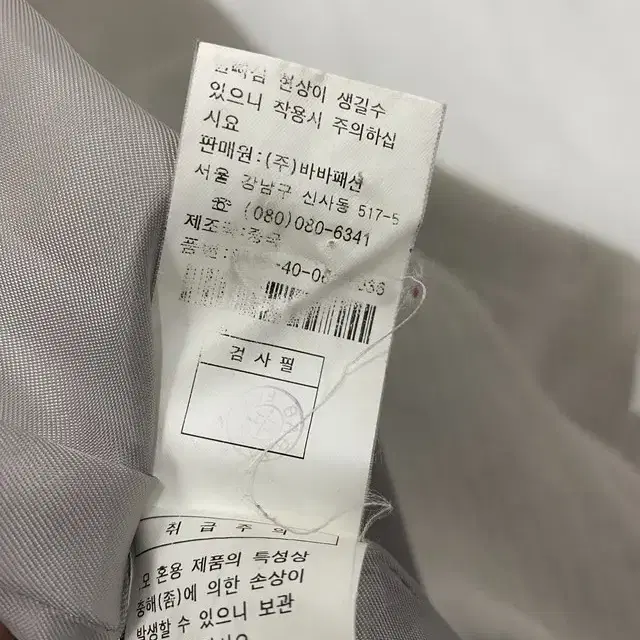 현상이 생길수
있으니 착용시 주의하십
시요
판매원:(주)바바패션
서울 강남구 신사동 517-5
☏ (080)080-6341
제조국:중국
품번:
검사필
취급주의
모 혼용 제품의 특성상
충해(좀)에 의한 손상이
발생할 수 있으니 보관